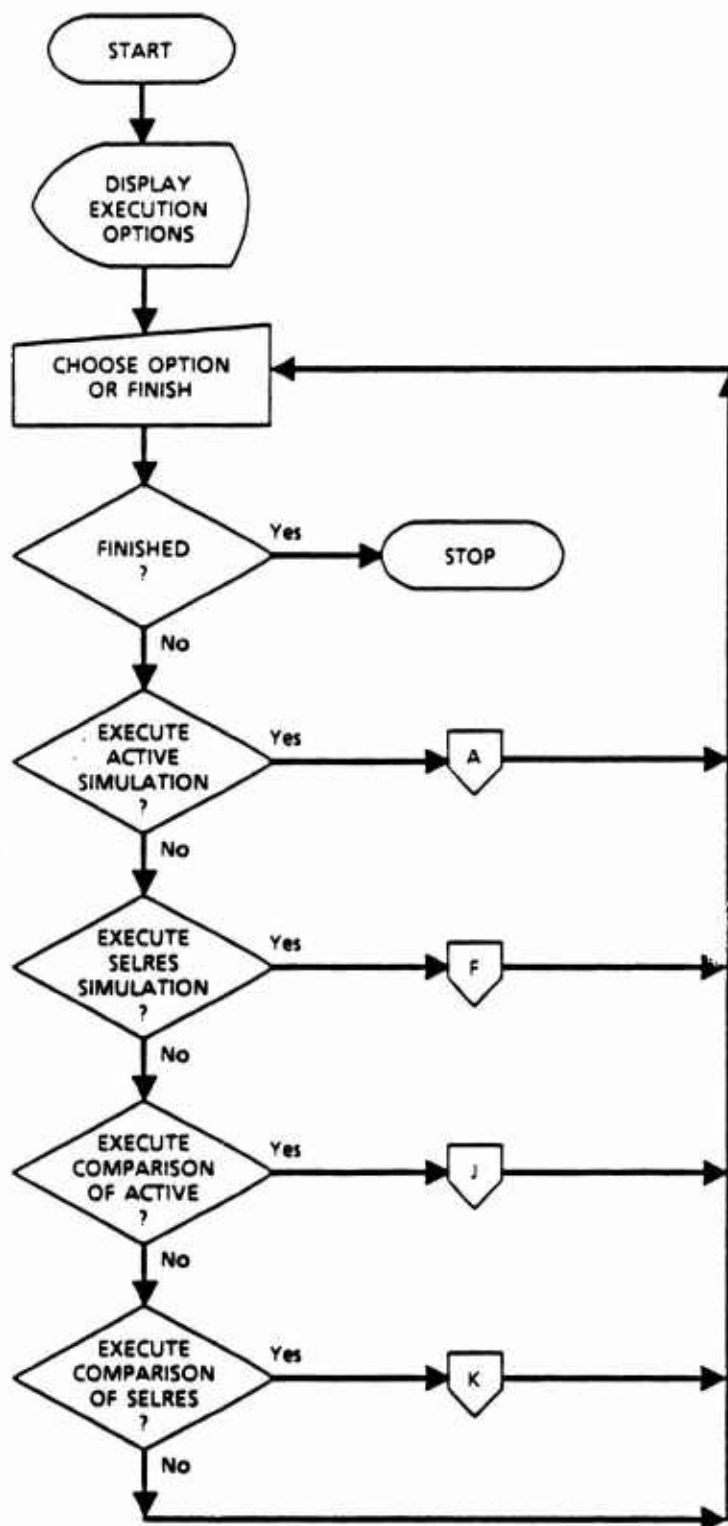 START
DISPLAY
EXECUTION
OPTIONS
CHOOSE OPTION
OR FINISH
FINISHED
?
Yes
STOP
No
EXECUTE
ACTIVE
SIMULATION
?
Yes
A
No
EXECUTE
SELRES
SIMULATION
?
Yes
F
No
EXECUTE
COMPARISON
OF ACTIVE
?
Yes
J
No
EXECUTE
COMPARISON
OF SELRES
?
Yes
K
No